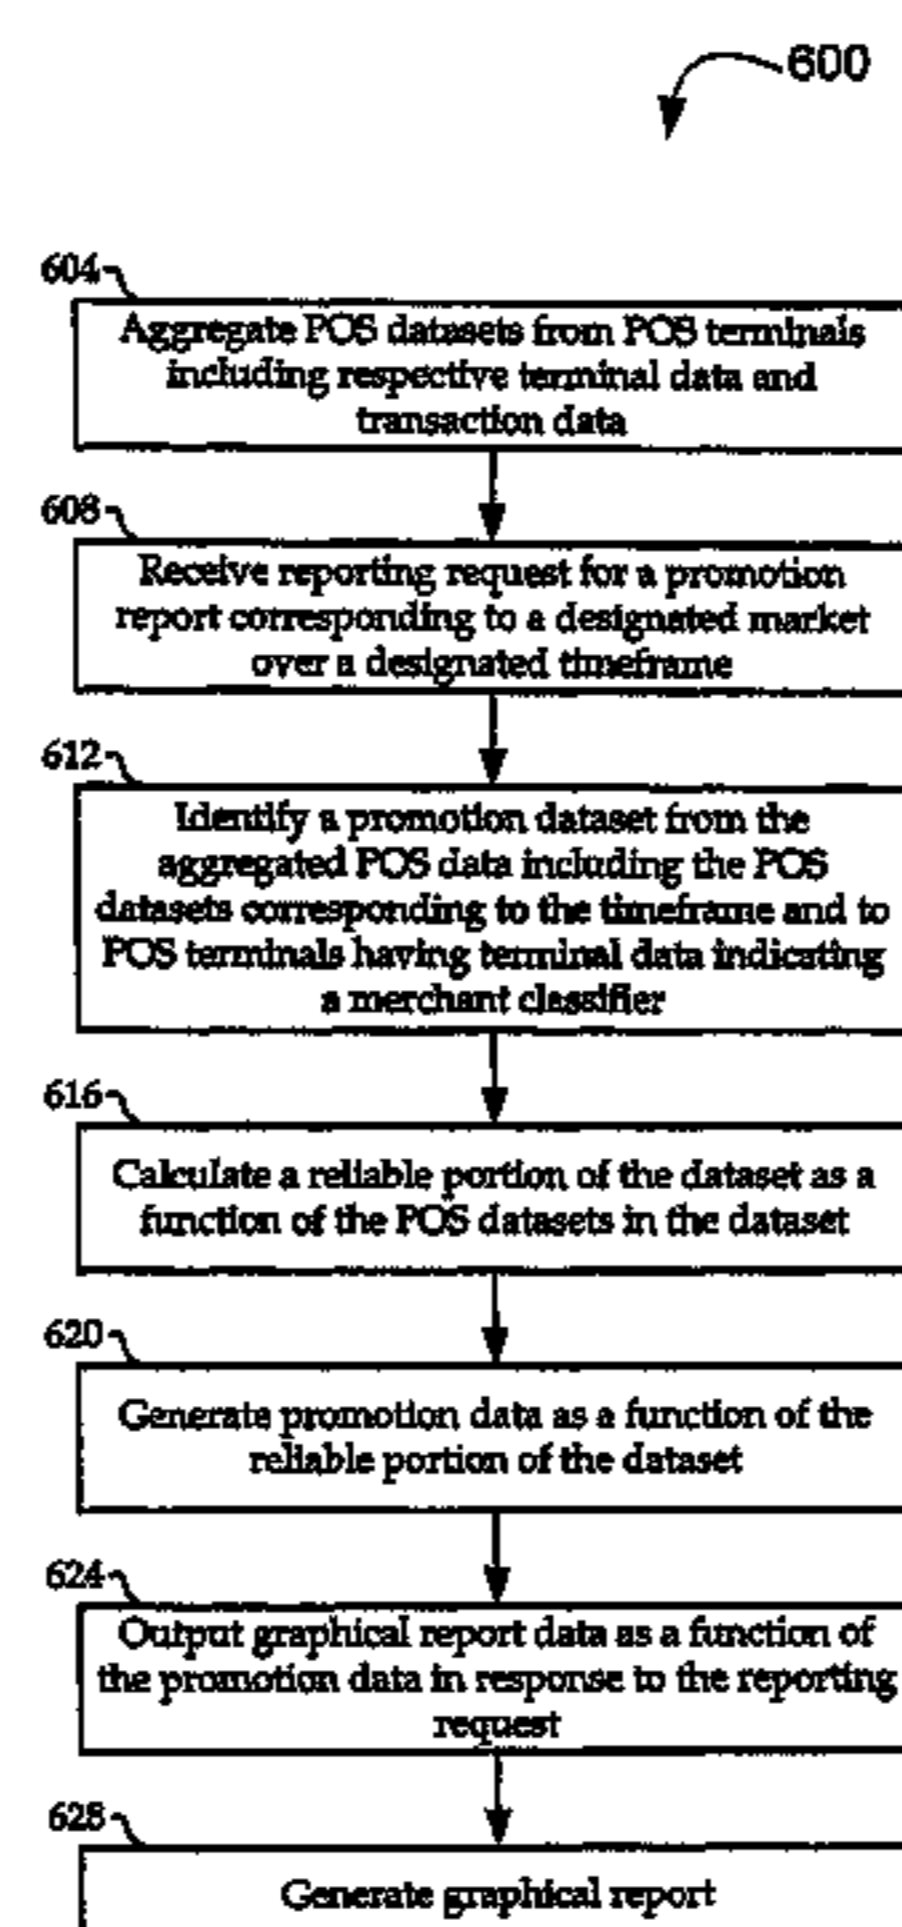 600
604
Aggregate POS datasets from POS terminals
including respective terminal data and
transaction data
608
Receive reporting request for a promotion
report corresponding to a designated market
over a designated timeframe
612
Identify a promotion dataset from the
aggregated POS data including the POS
datasets corresponding to the timeframe and to
POS terminals having terminal data indicating
a merchant classifier
616
Calculate a reliable portion of the dataset as a
function of the POS datasets in the dataset
620
Generate promotion data as a function of the
reliable portion of the dataset
624
Output graphical report data as a function of
the promotion data in response to the reporting
request
628
Generate graphical report